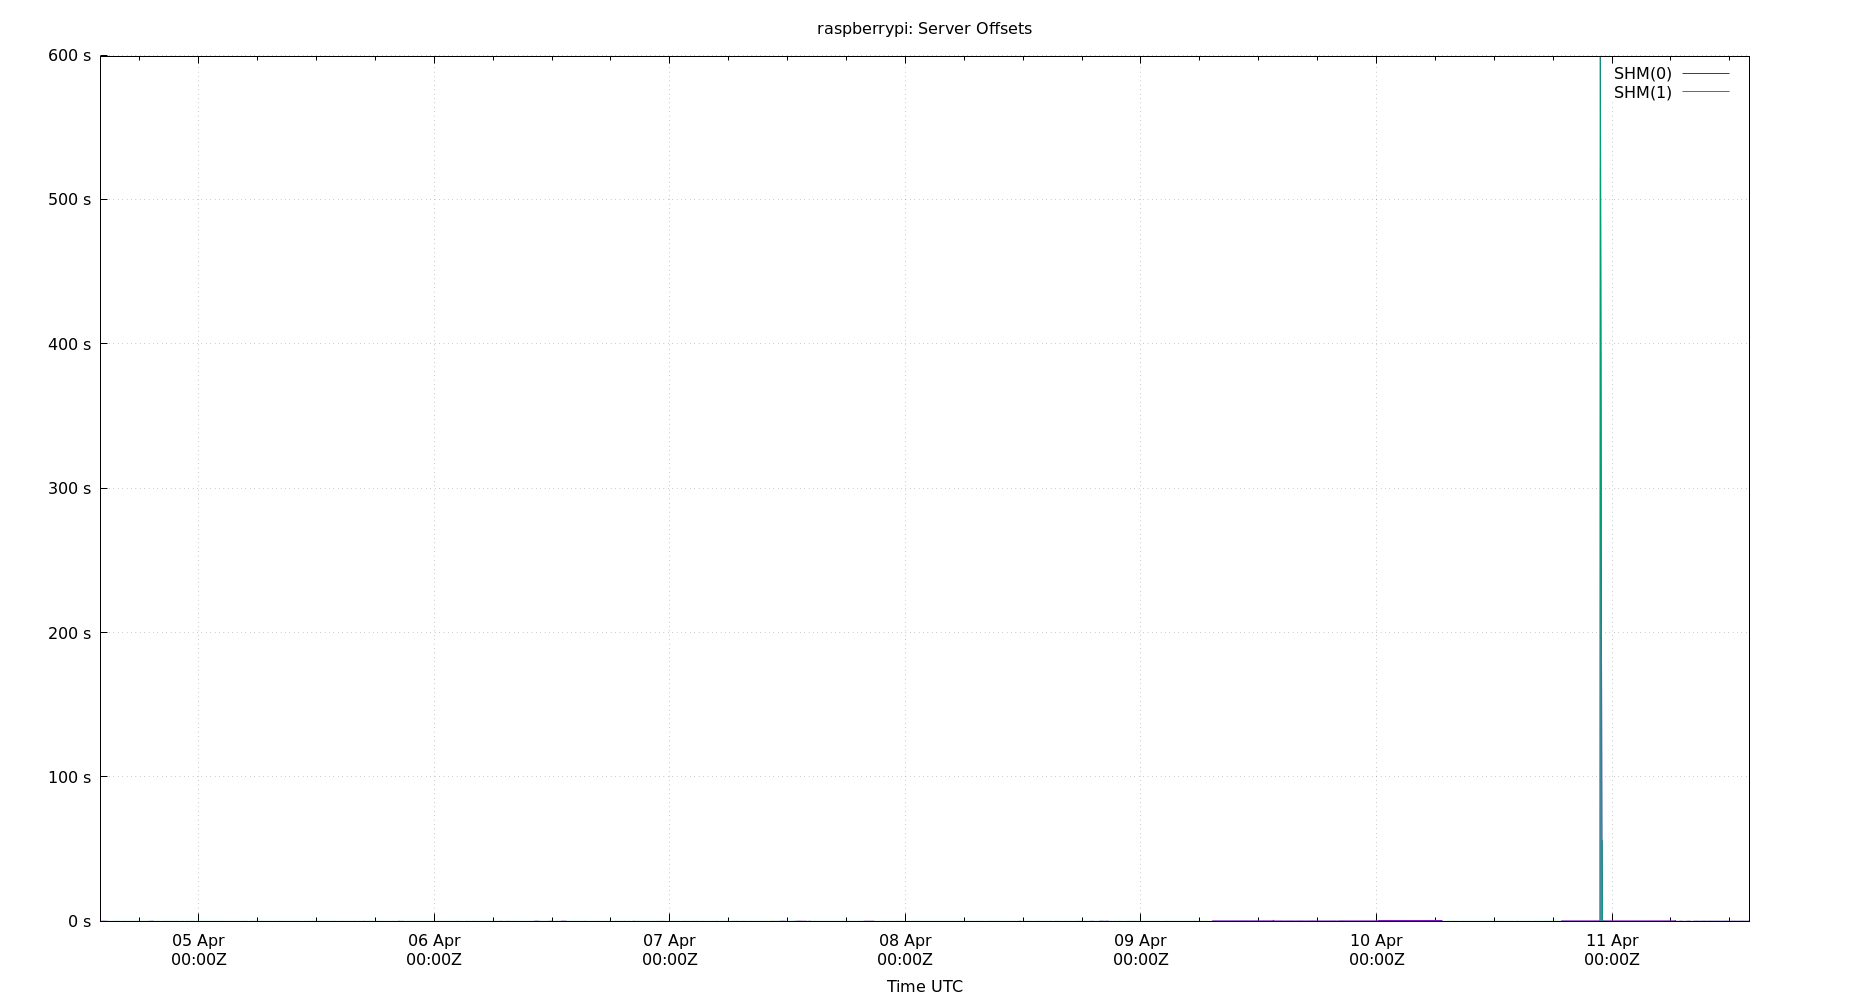 raspberrypi: Server Offsets
600 s
SHM(0)
SHM(1)
500 s
400 s
300 s
200 s
100 s
0 s
05 Apr 06 Apr 07 Apr 08 Apr 09 Apr 10 Apr 11 Apr
00:00Z 00:00Z 00:00Z 00:00Z 00:00Z 00:00Z 00:00Z
Time UTC